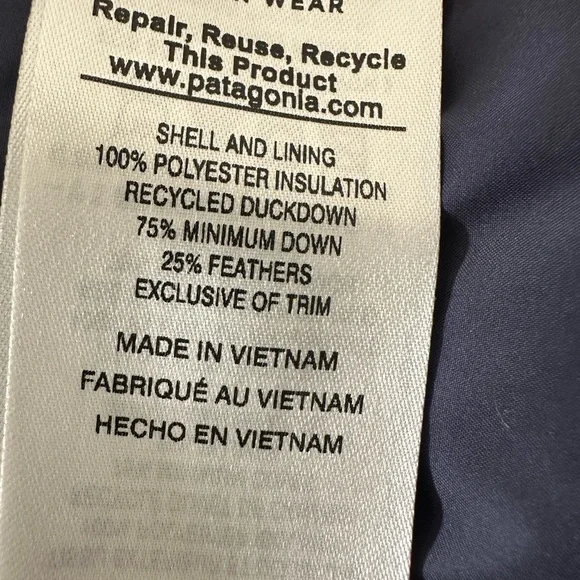 WEAR
Repair, Reuse, Recycle
This Product
www.patagonia.com
SHELL AND LINING
100% POLYESTER INSULATION
RECYCLED DUCKDOWN
75% MINIMUM DOWN
25% FEATHERS
EXCLUSIVE OF TRIM
MADE IN VIETNAM
FABRIQUÉ AU VIETNAM
HECHO EN VIETNAM